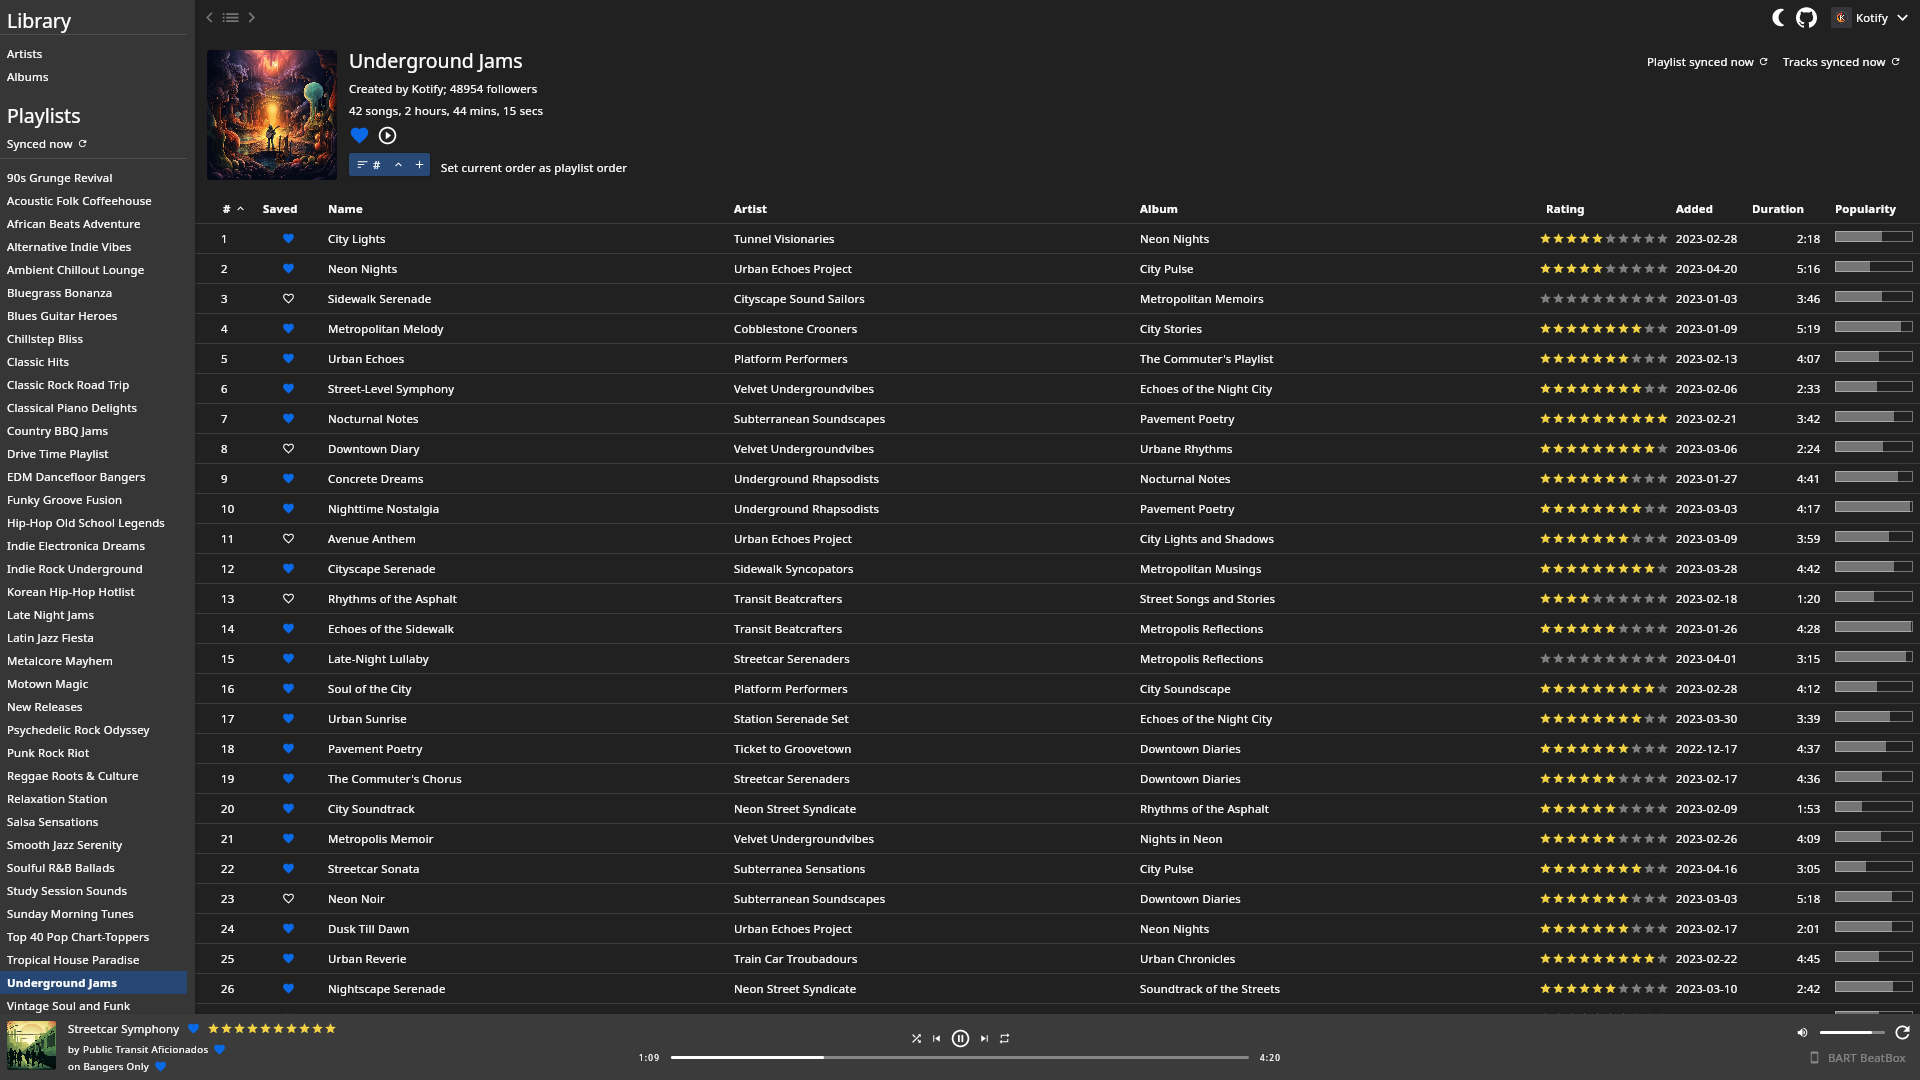 Library
Artists
Albums
Playlists
Synced now
90s Grunge Revival
Acoustic Folk Coffeehouse
African Beats Adventure
Alternative Indie Vibes
Ambient Chillout Lounge
Bluegrass Bonanza
Blues Guitar Heroes
Chillstep Bliss
Classic Hits
Classic Rock Road Trip
Classical Piano Delights
Country BBQ Jams
Drive Time Playlist
EDM Dancefloor Bangers
Funky Groove Fusion
Hip-Hop Old School Legends
Indie Electronica Dreams
Indie Rock Underground
Korean Hip-Hop Hotlist
Late Night Jams
Latin Jazz Fiesta
Metalcore Mayhem
Motown Magic
New Releases
Psychedelic Rock Odyssey
Punk Rock Riot
Reggae Roots & Culture
Relaxation Station
Salsa Sensations
Smooth Jazz Serenity
Soulful R&B Ballads
Study Session Sounds
Sunday Morning Tunes
Top 40 Pop Chart-Toppers
Tropical House Paradise
Underground Jams
Vintage Soul and Funk
Kotify
Underground Jams
Playlist synced now Tracks synced now
Created by Kotify; 48954 followers
42 songs, 2 hours, 44 mins, 15 secs
# Set current order as playlist order
# Saved Name Artist Album Rating Added Duration Popularity
1 City Lights Tunnel Visionaries Neon Nights 2023-02-28 2:18
2 Neon Nights Urban Echoes Project City Pulse 2023-04-20 5:16
3 Sidewalk Serenade Cityscape Sound Sailors Metropolitan Memoirs 2023-01-03 3:46
4 Metropolitan Melody Cobblestone Crooners City Stories 2023-01-09 5:19
5 Urban Echoes Platform Performers The Commuter's Playlist 2023-02-13 4:07
6 Street-Level Symphony Velvet Undergroundvibes Echoes of the Night City 2023-02-06 2:33
7 Nocturnal Notes Subterranean Soundscapes Pavement Poetry 2023-02-21 3:42
8 Downtown Diary Velvet Undergroundvibes Urbane Rhythms 2023-03-06 2:24
9 Concrete Dreams Underground Rhapsodists Nocturnal Notes 2023-01-27 4:41
10 Nighttime Nostalgia Underground Rhapsodists Pavement Poetry 2023-03-03 4:17
11 Avenue Anthem Urban Echoes Project City Lights and Shadows 2023-03-09 3:59
12 Cityscape Serenade Sidewalk Syncopators Metropolitan Musings 2023-03-28 4:42
13 Rhythms of the Asphalt Transit Beatcrafters Street Songs and Stories 2023-02-18 1:20
14 Echoes of the Sidewalk Transit Beatcrafters Metropolis Reflections 2023-01-26 4:28
15 Late-Night Lullaby Streetcar Serenaders Metropolis Reflections 2023-04-01 3:15
16 Soul of the City Platform Performers City Soundscape 2023-02-28 4:12
17 Urban Sunrise Station Serenade Set Echoes of the Night City 2023-03-30 3:39
18 Pavement Poetry Ticket to Groovetown Downtown Diaries 2022-12-17 4:37
19 The Commuter's Chorus Streetcar Serenaders Downtown Diaries 2023-02-17 4:36
20 City Soundtrack Neon Street Syndicate Rhythms of the Asphalt 2023-02-09 1:53
21 Metropolis Memoir Velvet Undergroundvibes Nights in Neon 2023-02-26 4:09
22 Streetcar Sonata Subterranea Sensations City Pulse 2023-04-16 3:05
23 Neon Noir Subterranean Soundscapes Downtown Diaries 2023-03-03 5:18
24 Dusk Till Dawn Urban Echoes Project Neon Nights 2023-02-17 2:01
25 Urban Reverie Train Car Troubadours Urban Chronicles 2023-02-22 4:45
26 Nightscape Serenade Neon Street Syndicate Soundtrack of the Streets 2023-03-10 2:42
Streetcar Symphony
by Public Transit Aficionados
on Bangers Only
1:09 4:20
BART BeatBox